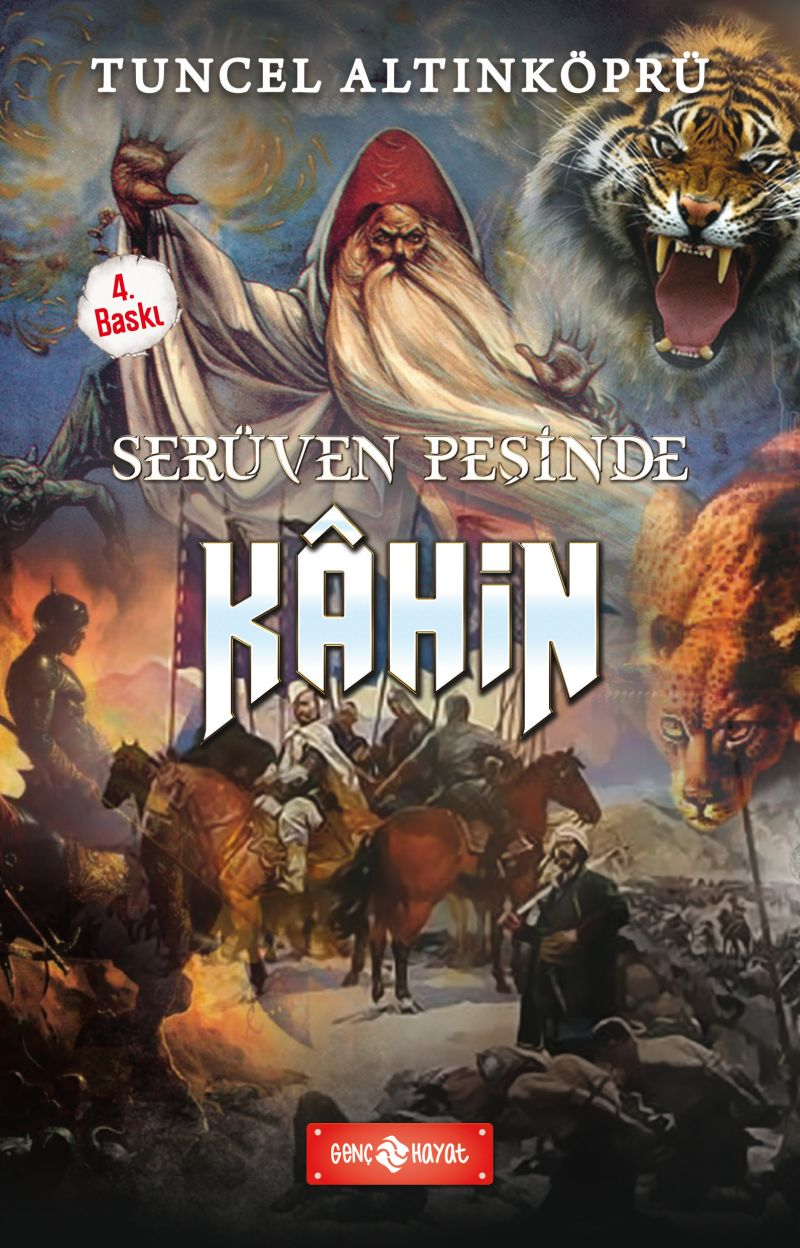 TUNCEL ALTINKÖPRÜ
4.
Baskı
SERÜVEN PEŞİNDE
KÂHİN
GENÇ HAYAT